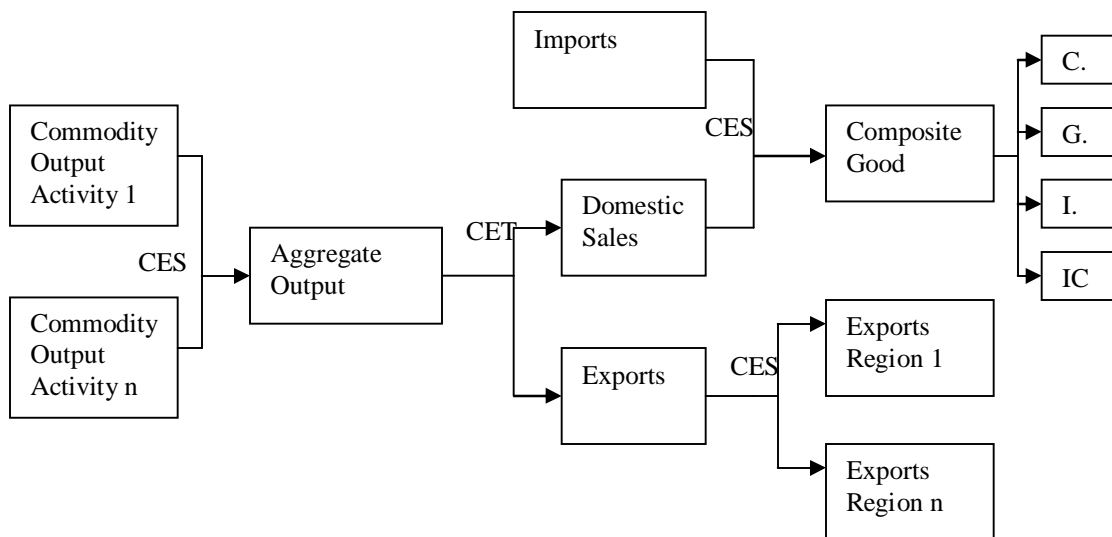 Commodity
Output
Activity 1
CES
Commodity
Output
Activity n
Aggregate
Output
CET
Imports
Domestic
Sales
Exports
CES
CES
Composite
Good
Exports
Region 1
Exports
Region n
C.
G.
I.
IC